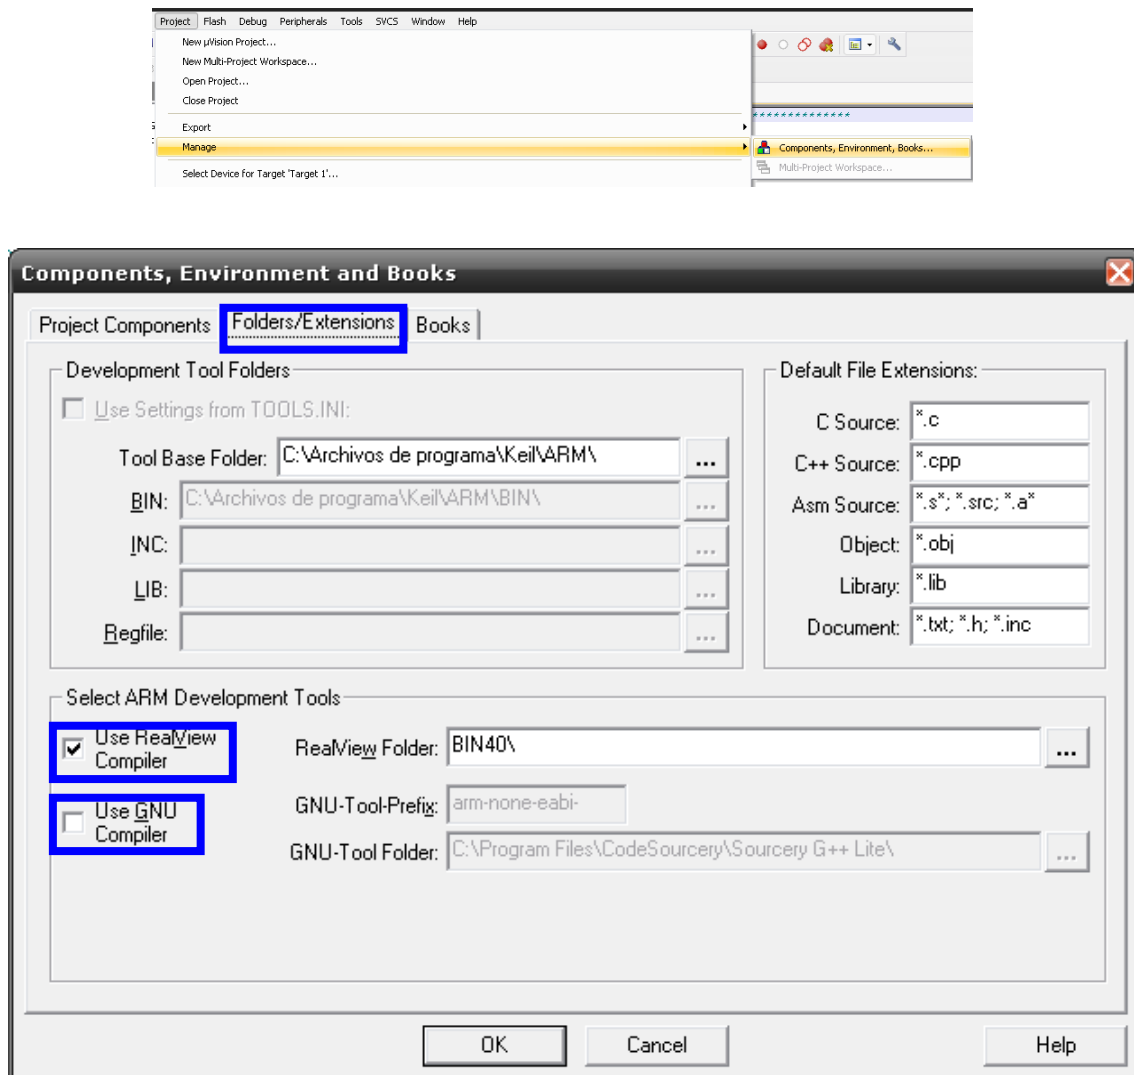 Project Flash Debug Peripherals Tools SVCS Window Help
New µVision Project...
New Multi-Project Workspace...
Open Project...
Close Project
Export
**************
Manage
Components, Environment, Books...
Multi-Project Workspace...
Select Device for Target 'Target 1'...
Components, Environment and Books
Project Components Folders/Extensions Books
Development Tool Folders
Use Settings from TOOLS.INI:
Tool Base Folder: C:\Archivos de programa\Keil\ARM\ ...
BIN: C:\Archivos de programa\Keil\ARM\BIN\ ...
INC: ...
LIB: ...
Regfile: ...
Default File Extensions:
C Source: *.c
C++ Source: *.cpp
Asm Source: *.s*; *.src; *.a*
Object: *.obj
Library: *.lib
Document: *.txt; *.h; *.inc
Select ARM Development Tools
Use RealView
Compiler
RealView Folder: BIN40\ ...
Use GNU
Compiler
GNU-Tool-Prefix: arm-none-eabi-
GNU-Tool Folder: C:\Program Files\CodeSourcery\Sourcery G++ Lite\ ...
OK Cancel Help